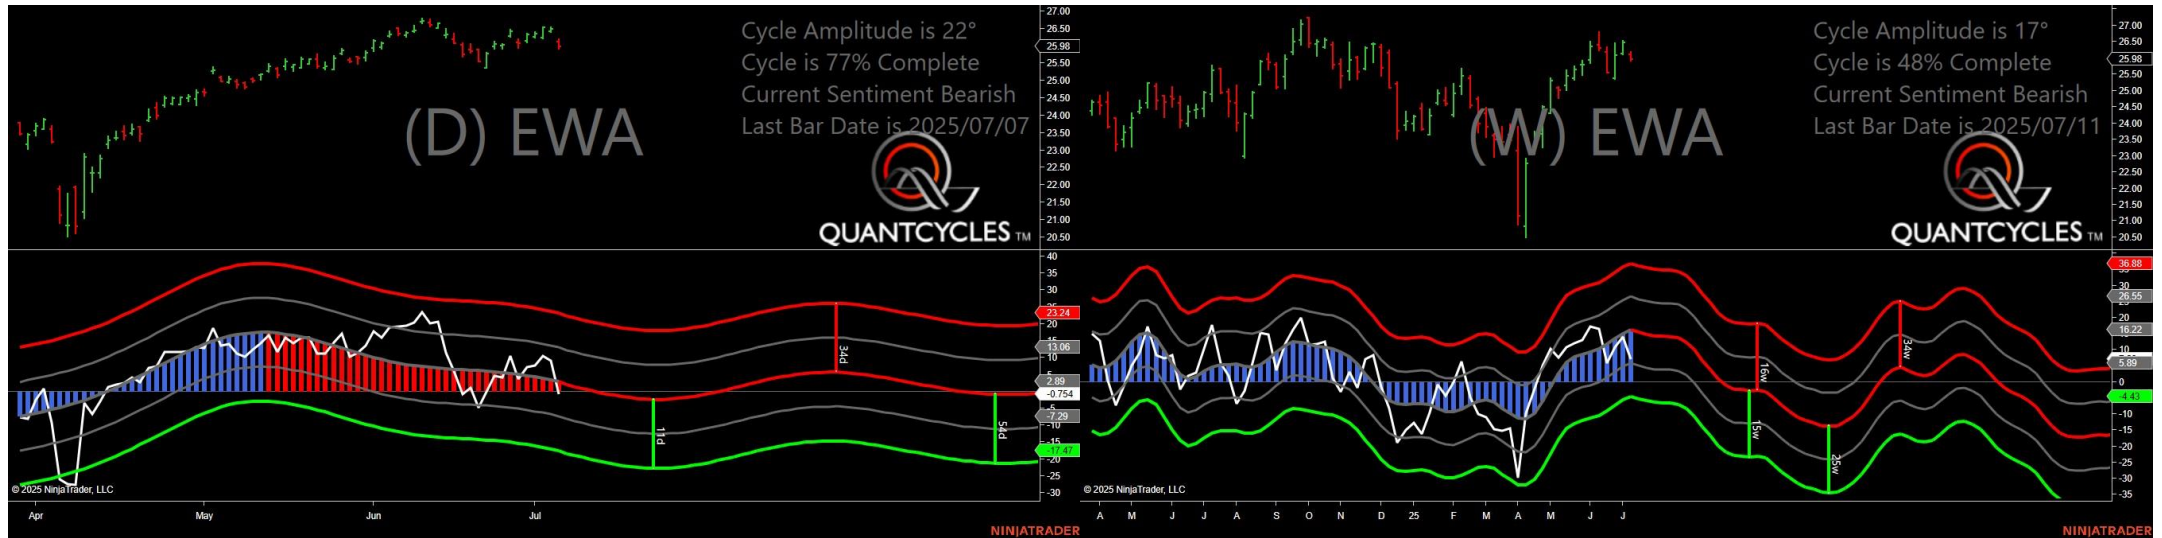 Cycle Amplitude is 22°
Cycle is 77% Complete
Current Sentiment Bearish
Last Bar Date is 2025/07/07
(D) EWA
QUANTCYCLES TM
27.00
26.50
25.98
25.50
25.00
24.50
24.00
23.50
23.00
22.50
22.00
21.50
21.00
20.50
40
35
30
23.24
20
13.06
10
2.89
-0.754
-5
-7.29
-10
-15
-17.47
-20
-25
-30
11d
34d
54d
© 2025 NinjaTrader, LLC
Apr May Jun Jul
NINJATRADER
Cycle Amplitude is 17°
Cycle is 48% Complete
Current Sentiment Bearish
Last Bar Date is 2025/07/11
(W) EWA
QUANTCYCLES TM
27.00
26.50
25.98
25.50
25.00
24.50
24.00
23.50
23.00
22.50
22.00
21.50
21.00
20.50
36.88
26.55
20
16.22
10
5.89
0
-4.43
-10
-15
-20
-25
-30
-35
16w
15w
25w
34w
© 2025 NinjaTrader, LLC
A M J J A S O N D 25 F M A M J J
NINJATRADER